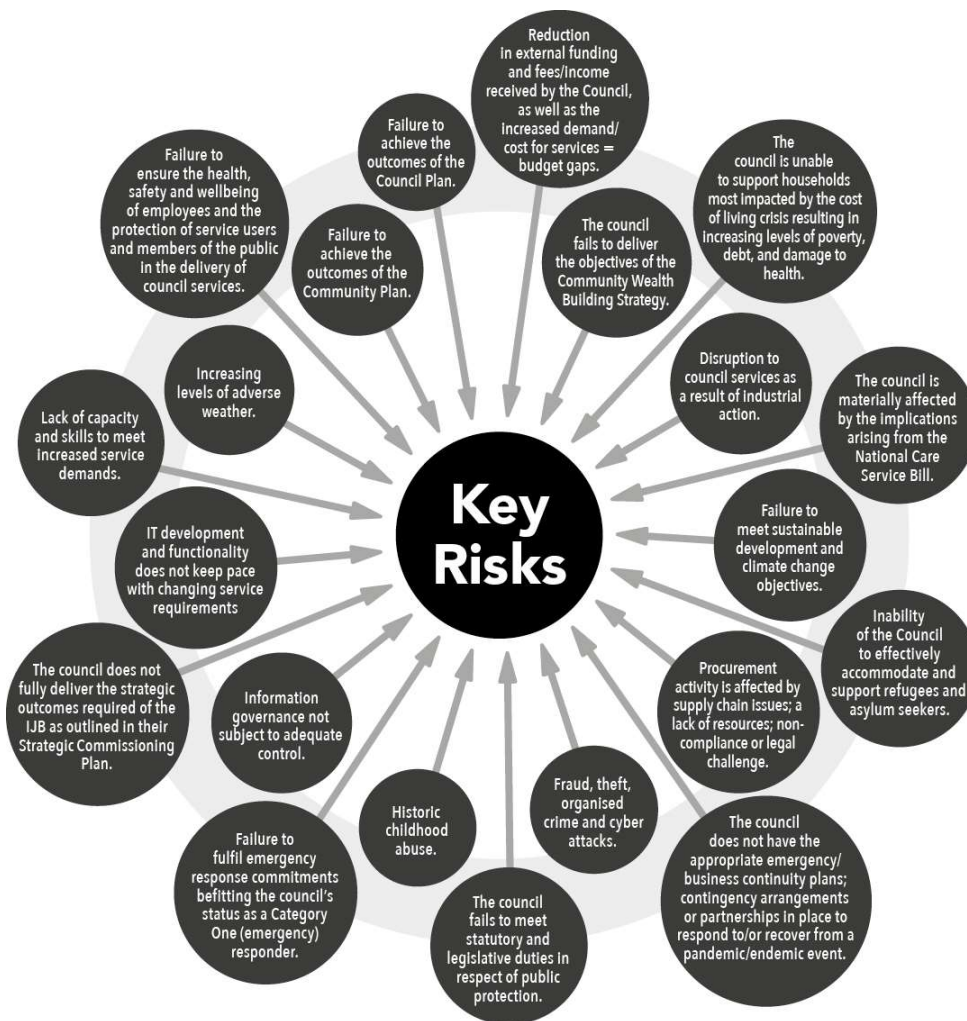 Reduction
in external funding
and fees/income
received by the Council,
as well as the
increased demand/
cost for services =
budget gaps.
Failure to
achieve the
outcomes of the
Council Plan.
The
council is unable
to support households
most impacted by the cost
of living crisis resulting in
increasing levels of poverty,
debt, and damage to
health.
Failure to
ensure the health,
safety and wellbeing
of employees and the
protection of service users
and members of the public
in the delivery of
council services.
Failure to
achieve the
outcomes of the
Community Plan.
The council
fails to deliver
the objectives of the
Community Wealth
Building Strategy.
Increasing
levels of adverse
weather.
Disruption to
council services as
a result of industrial
action.
Lack of capacity
and skills to meet
increased service
demands.
The council is
materially affected
by the implications
arising from the
National Care
Service Bill.
Key
Risks
IT development
and functionality
does not keep pace
with changing service
requirements
Failure to
meet sustainable
development and
climate change
objectives.
Inability
of the Council
to effectively
accommodate and
support refugees and
asylum seekers.
The council does not
fully deliver the strategic
outcomes required of the
IJB as outlined in their
Strategic Commissioning
Plan.
Information
governance not
subject to adequate
control.
Procurement
activity is affected by
supply chain issues; a
lack of resources; non-
compliance or legal
challenge.
Historic
childhood
abuse.
Fraud, theft,
organised
crime and cyber
attacks.
Failure to
fulfil emergency
response commitments
befitting the council's
status as a Category
One (emergency)
responder.
The council
fails to meet
statutory and
legislative duties in
respect of public
protection.
The council
does not have the
appropriate emergency/
business continuity plans;
contingency arrangements
or partnerships in place to
respond to/or recover from a
pandemic/endemic event.